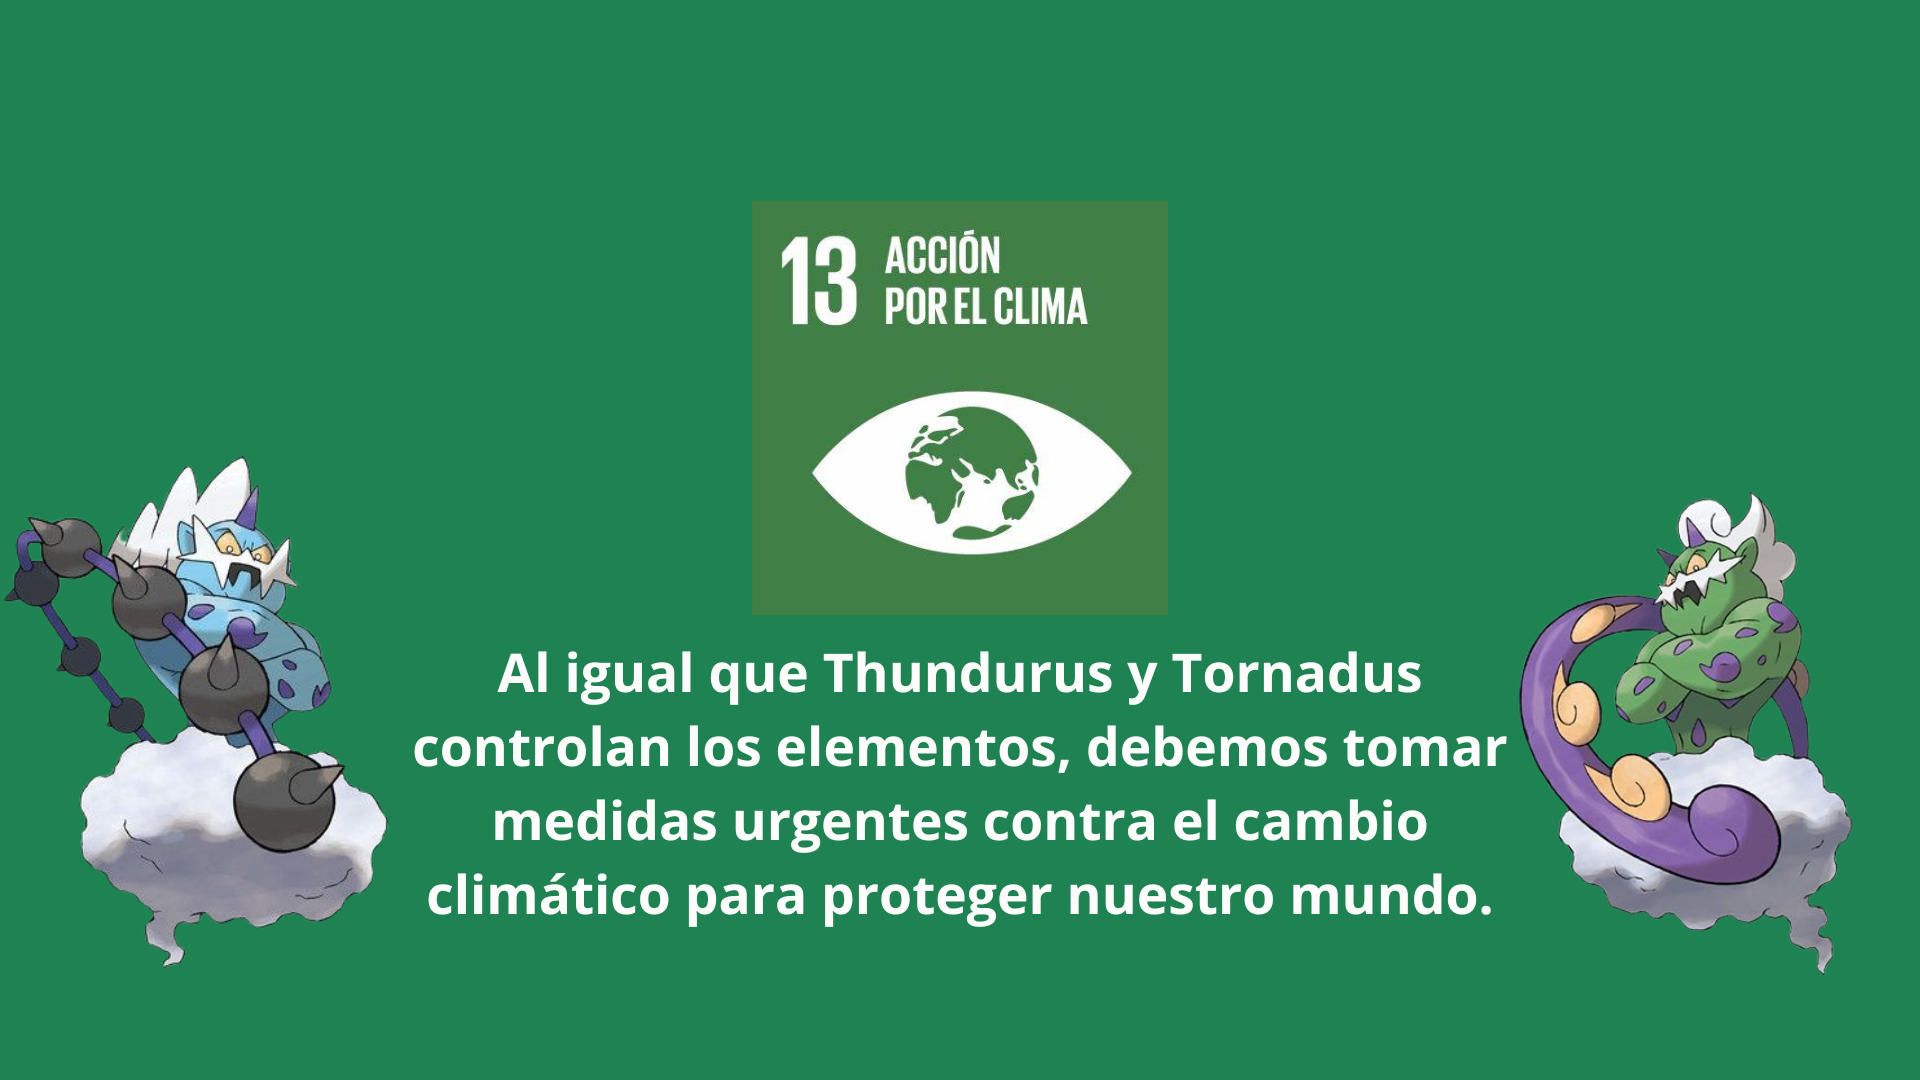 13 ACCIÓN
POR EL CLIMA
Al igual que Thundurus y Tornadus
controlan los elementos, debemos tomar
medidas urgentes contra el cambio
climático para proteger nuestro mundo.